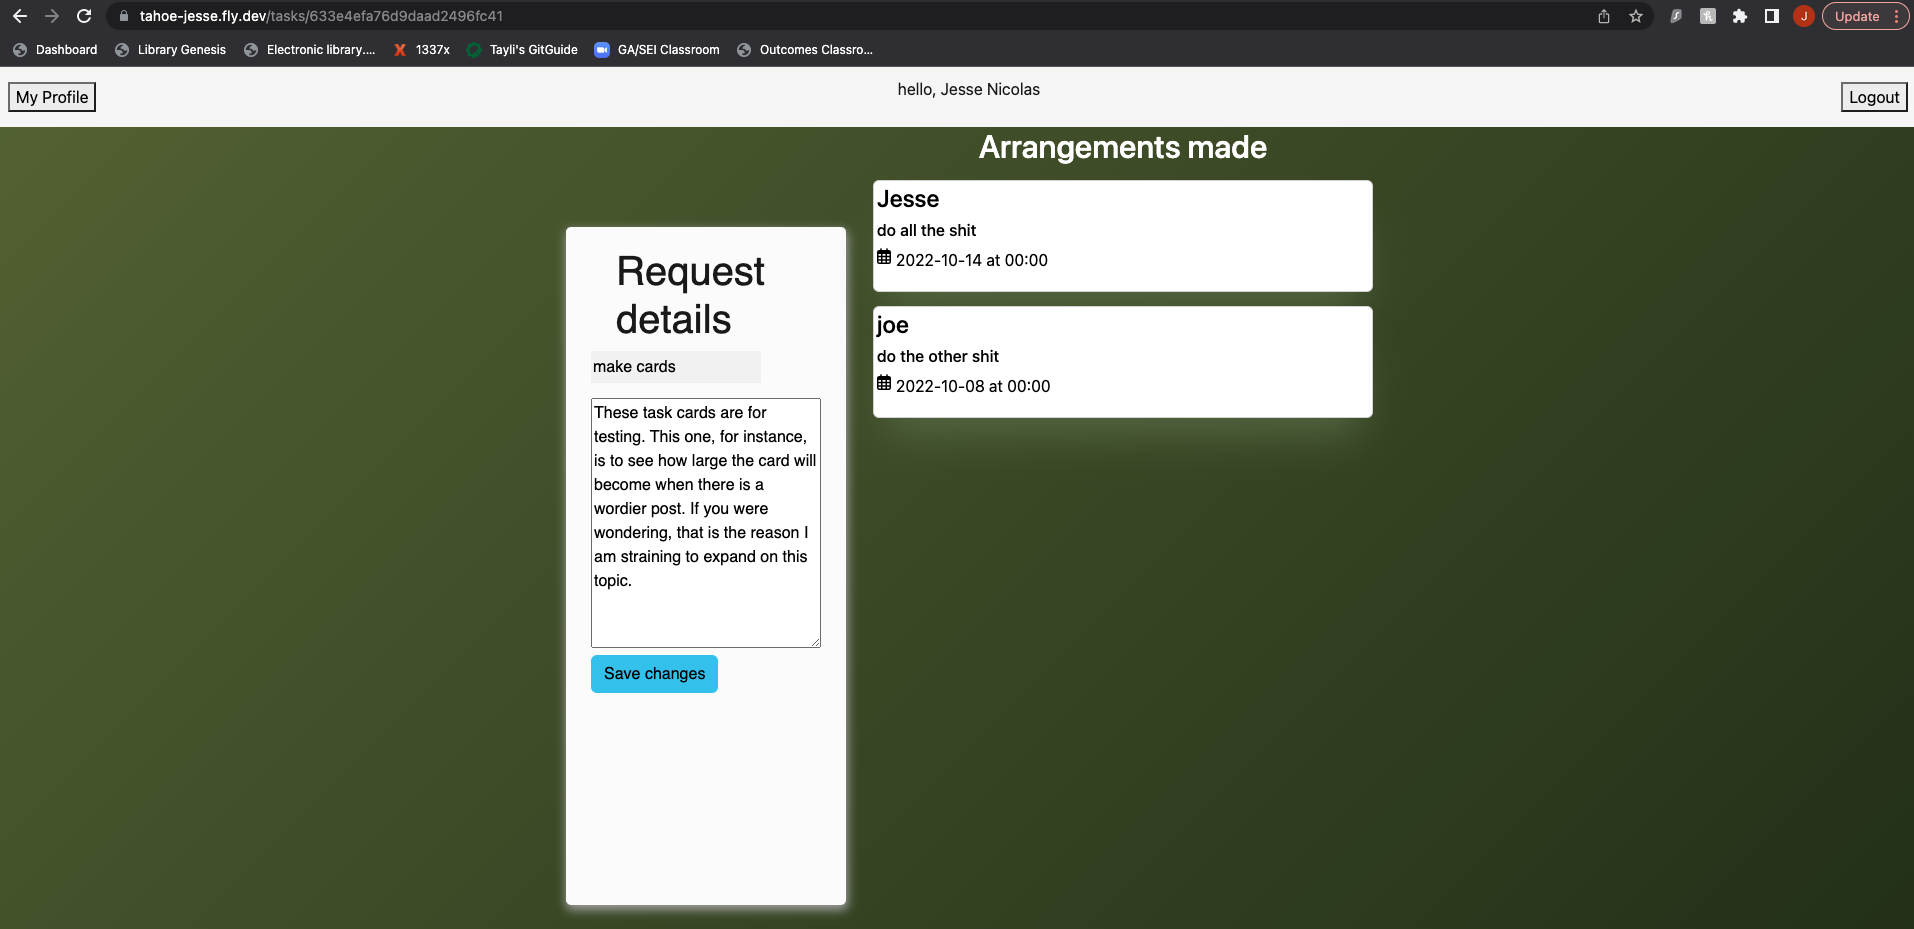 tahoe-jesse.fly.dev/tasks/633e4efa76d9daad2496fc41
Update
Dashboard
Library Genesis
Electronic library....
1337x
Tayli's GitGuide
GA/SEI Classroom
Outcomes Classro...
My Profile
hello, Jesse Nicolas
Logout
Arrangements made
Jesse
do all the shit
2022-10-14 at 00:00
joe
do the other shit
2022-10-08 at 00:00
Request
details
make cards
These task cards are for
testing. This one, for instance,
is to see how large the card will
become when there is a
wordier post. If you were
wondering, that is the reason I
am straining to expand on this
topic.
Save changes